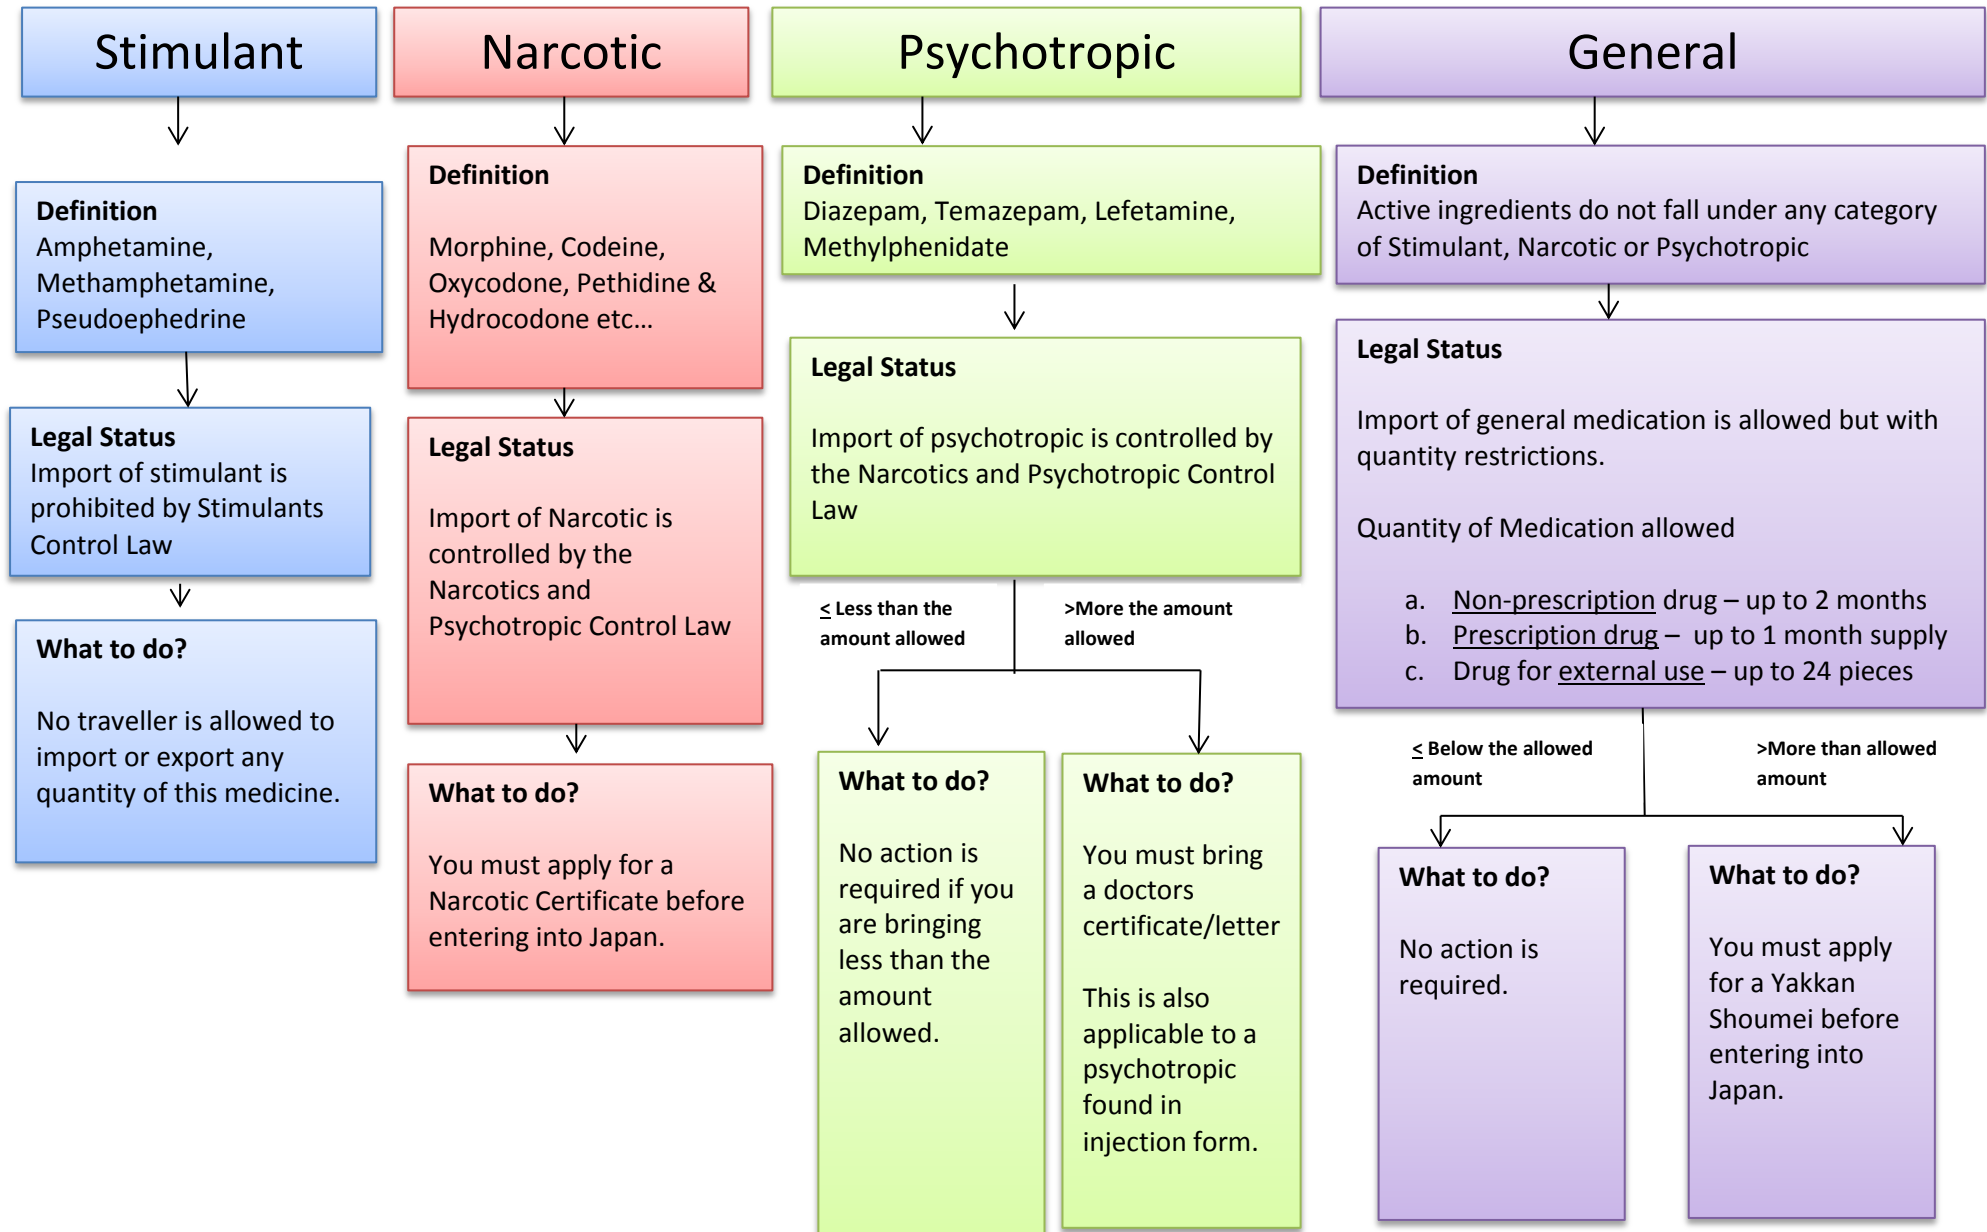 Stimulant
Definition
Amphetamine,
Methamphetamine,
Pseudoephedrine
Legal Status
Import of stimulant is
prohibited by Stimulants
Control Law
What to do?
No traveller is allowed to
import or export any
quantity of this medicine.
Narcotic
Definition
Morphine, Codeine,
Oxycodone, Pethidine &
Hydrocodone etc…
Legal Status
Import of Narcotic is
controlled by the
Narcotics and
Psychotropic Control Law
What to do?
You must apply for a
Narcotic Certificate before
entering into Japan.
Psychotropic
Definition
Diazepam, Temazepam, Lefetamine,
Methylphenidate
Legal Status
Import of psychotropic is controlled by
the Narcotics and Psychotropic Control
Law
≤ Less than the
amount allowed
>More the amount
allowed
What to do?
No action is
required if you
are bringing
less than the
amount
allowed.
What to do?
You must bring
a doctors
certificate/letter
This is also
applicable to a
psychotropic
found in
injection form.
General
Definition
Active ingredients do not fall under any category
of Stimulant, Narcotic or Psychotropic
Legal Status
Import of general medication is allowed but with
quantity restrictions.
Quantity of Medication allowed
a. Non-prescription drug – up to 2 months
b. Prescription drug – up to 1 month supply
c. Drug for external use – up to 24 pieces
≤ Below the allowed
amount
>More than allowed
amount
What to do?
No action is
required.
What to do?
You must apply
for a Yakkan
Shoumei before
entering into
Japan.